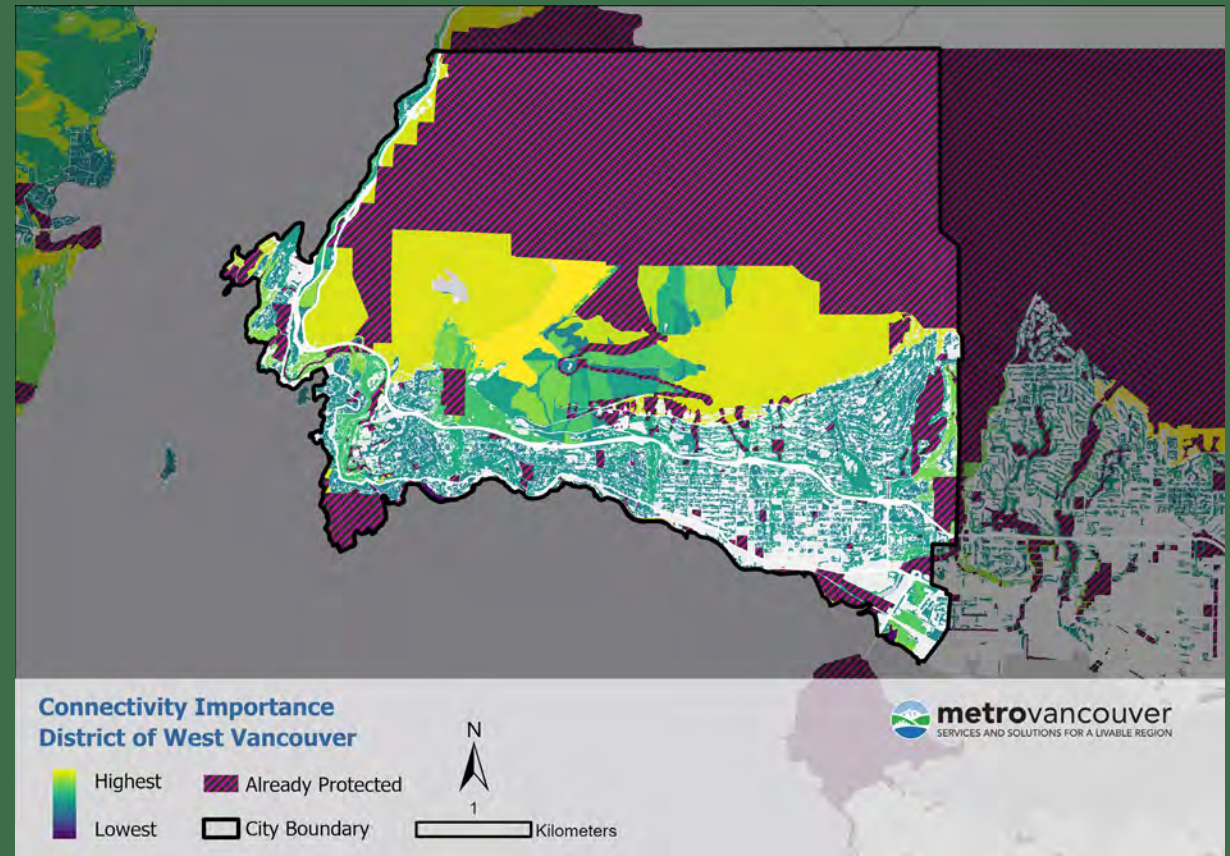 Connectivity Importance
District of West Vancouver
Highest
Lowest
Already Protected
City Boundary
N
1
Kilometers
metrovancouver
SERVICES AND SOLUTIONS FOR A LIVABLE REGION